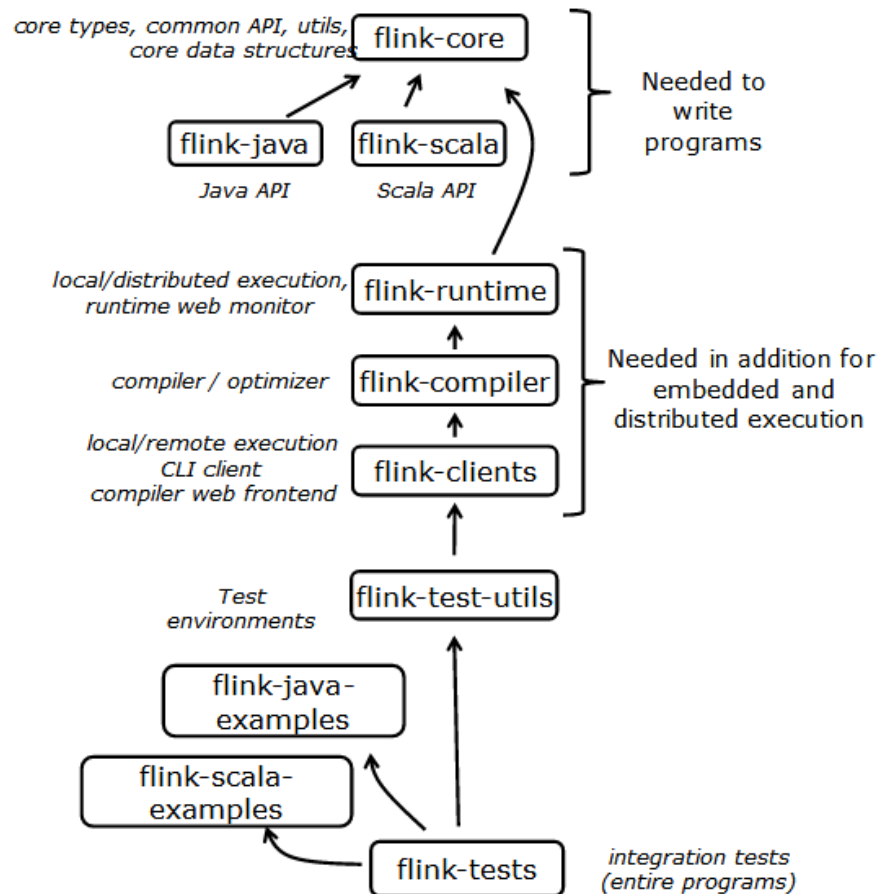 core types, common API, utils,
core data structures
flink-core
Needed to
write
programs
flink-java
flink-scala
Java API
Scala API
local/distributed execution,
runtime web monitor
flink-runtime
compiler / optimizer
flink-compiler
Needed in addition for
embedded and
distributed execution
local/remote execution
CLI client
compiler web frontend
flink-clients
Test
environments
flink-test-utils
flink-java-
examples
flink-scala-
examples
flink-tests
integration tests
(entire programs)